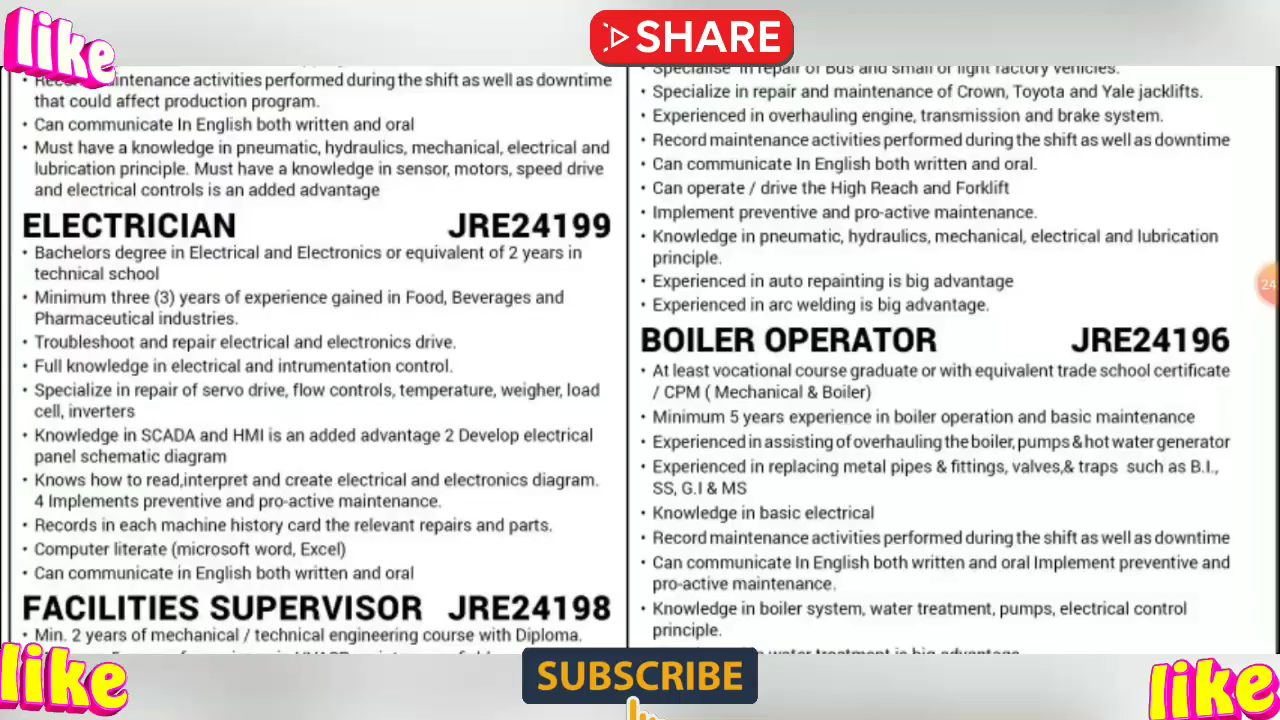 like
SHARE
maintenance activities performed during the shift as well as downtime
that could affect production program.
• Can communicate In English both written and oral
• Must have a knowledge in pneumatic, hydraulics, mechanical, electrical and
lubrication principle. Must have a knowledge in sensor, motors, speed drive
and electrical controls is an added advantage
ELECTRICIAN JRE24199
• Bachelors degree in Electrical and Electronics or equivalent of 2 years in
technical school
• Minimum three (3) years of experience gained in Food, Beverages and
Pharmaceutical industries.
• Troubleshoot and repair electrical and electronics drive.
• Full knowledge in electrical and intrumentation control.
• Specialize in repair of servo drive, flow controls, temperature, weigher, load
cell, inverters
• Knowledge in SCADA and HMI is an added advantage 2 Develop electrical
panel schematic diagram
• Knows how to read,interpret and create electrical and electronics diagram.
4 Implements preventive and pro-active maintenance.
• Records in each machine history card the relevant repairs and parts.
• Computer literate (microsoft word, Excel)
• Can communicate in English both written and oral
FACILITIES SUPERVISOR JRE24198
• Min. 2 years of mechanical / technical engineering course with Diploma.
• Specialise in repair of Bus and small or light factory vehicles.
• Specialize in repair and maintenance of Crown, Toyota and Yale jacklifts.
• Experienced in overhauling engine, transmission and brake system.
• Record maintenance activities performed during the shift as well as downtime
• Can communicate In English both written and oral.
• Can operate / drive the High Reach and Forklift
• Implement preventive and pro-active maintenance.
• Knowledge in pneumatic, hydraulics, mechanical, electrical and lubrication
principle.
• Experienced in auto repainting is big advantage
• Experienced in arc welding is big advantage.
BOILER OPERATOR JRE24196
• At least vocational course graduate or with equivalent trade school certificate
/ CPM ( Mechanical & Boiler)
• Minimum 5 years experience in boiler operation and basic maintenance
• Experienced in assisting of overhauling the boiler, pumps & hot water generator
• Experienced in replacing metal pipes & fittings, valves,& traps such as B.I.,
SS, G.I & MS
• Knowledge in basic electrical
• Record maintenance activities performed during the shift as well as downtime
• Can communicate In English both written and oral Implement preventive and
pro-active maintenance.
• Knowledge in boiler system, water treatment, pumps, electrical control
principle.
water treatment is big advantage
24
like
SUBSCRIBE
like